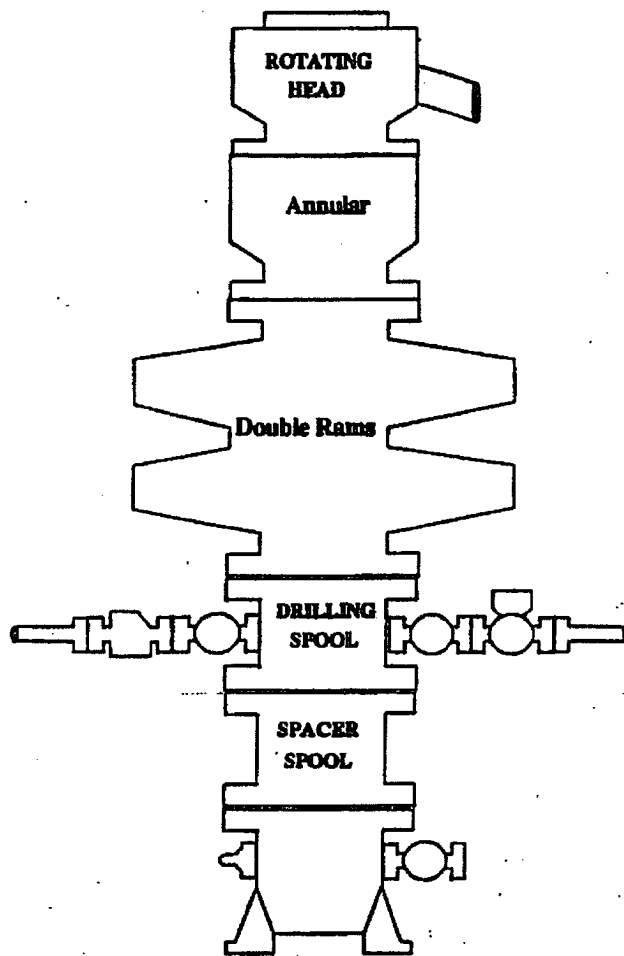 ROTATING
HEAD
Annular
Double Rams
DRILLING
SPOOL
SPACER
SPOOL